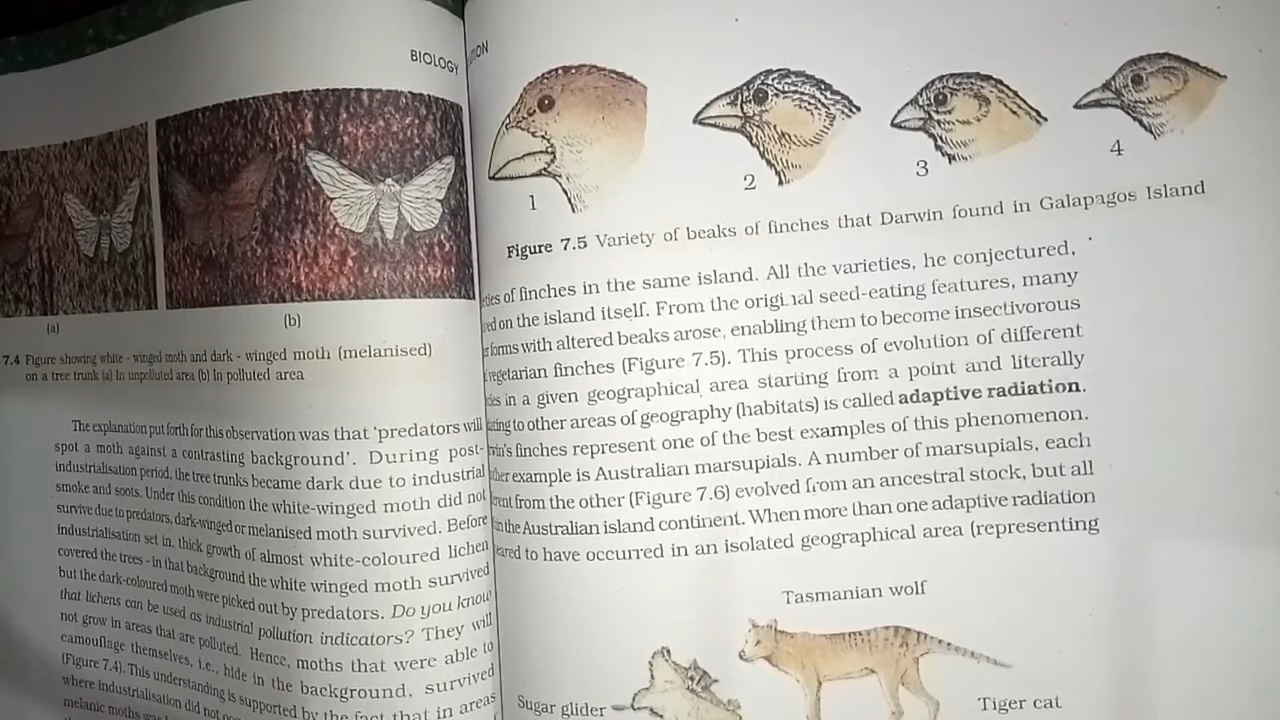 BIOLOGY
(a)
(b)
7.4 Figure showing white - winged moth and dark - winged moth (melanised)
on a tree trunk (a) In unpolluted area (b) In polluted area
The explanation put forth for this observation was that ‘predators will
spot a moth against a contrasting background’. During post-
industrialisation period, the tree trunks became dark due to industrial
smoke and soots. Under this condition the white-winged moth did not
survive due to predators, dark-winged or melanised moth survived. Before
industrialisation set in, thick growth of almost white-coloured lichen
covered the trees - in that background the white winged moth survived
but the dark-coloured moth were picked out by predators. Do you know
that lichens can be used as industrial pollution indicators? They will
not grow in areas that are polluted. Hence, moths that were able to
camouflage themselves, i.e., hide in the background, survived
(Figure 7.4). This understanding is supported by the fact that in areas
where industrialisation did not
melanic moths
1
2
3
4
Figure 7.5 Variety of beaks of finches that Darwin found in Galapagos Island
of finches in the same island. All the varieties, he conjectured,
on the island itself. From the original seed-eating features, many
forms with altered beaks arose, enabling them to become insectivorous
vegetarian finches (Figure 7.5). This process of evolution of different
in a given geographical area starting from a point and literally
to other areas of geography (habitats) is called adaptive radiation.
finches represent one of the best examples of this phenomenon.
example is Australian marsupials. A number of marsupials, each
from the other (Figure 7.6) evolved from an ancestral stock, but all
the Australian island continent. When more than one adaptive radiation
to have occurred in an isolated geographical area (representing
Tasmanian wolf
Sugar glider
Tiger cat